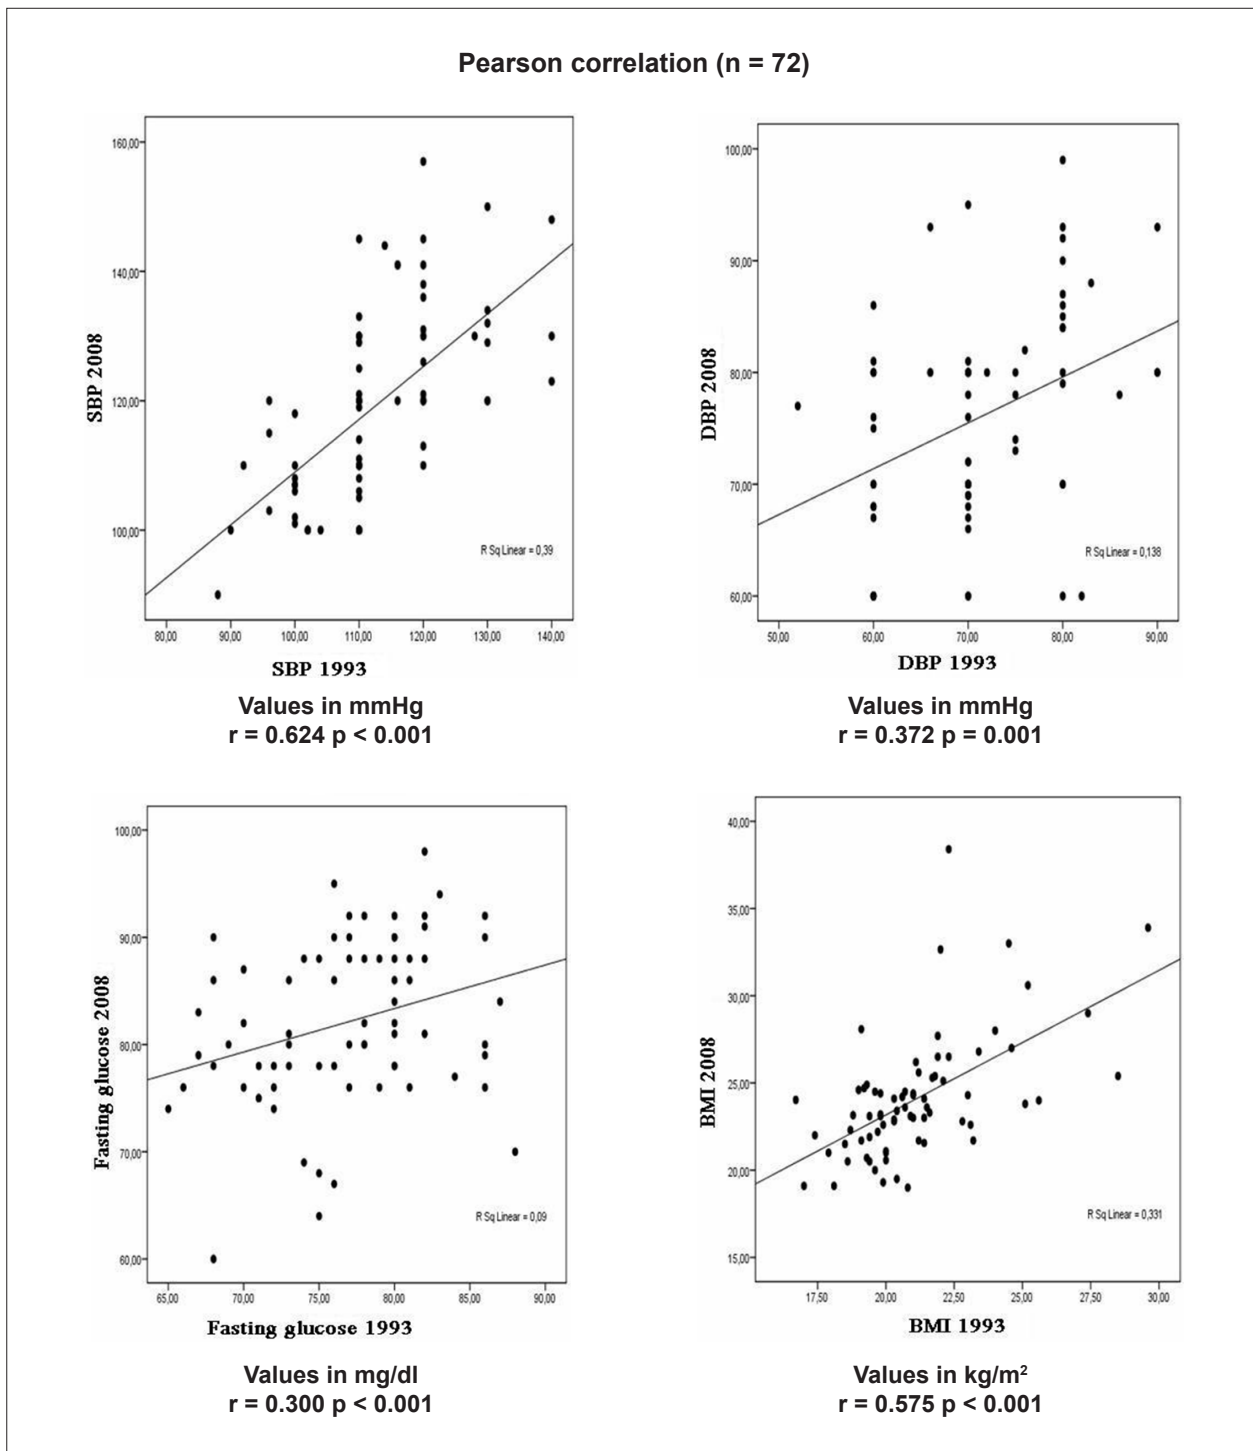 Pearson correlation (n = 72)
160,00
140,00
120,00
100,00
SBP 2008
R Sq Linear = 0,39
80,00 90,00 100,00 110,00 120,00 130,00 140,00
SBP 1993
Values in mmHg
r = 0.624 p < 0.001
100,00
90,00
80,00
70,00
60,00
DBP 2008
R Sq Linear = 0,138
50,00 60,00 70,00 80,00 90,00
DBP 1993
Values in mmHg
r = 0.372 p = 0.001
100,00
90,00
80,00
70,00
60,00
Fasting glucose 2008
R Sq Linear = 0,09
65,00 70,00 75,00 80,00 85,00 90,00
Fasting glucose 1993
Values in mg/dl
r = 0.300 p < 0.001
40,00
35,00
30,00
25,00
20,00
15,00
BMI 2008
R Sq Linear = 0,331
17,50 20,00 22,50 25,00 27,50 30,00
BMI 1993
Values in kg/m²
r = 0.575 p < 0.001